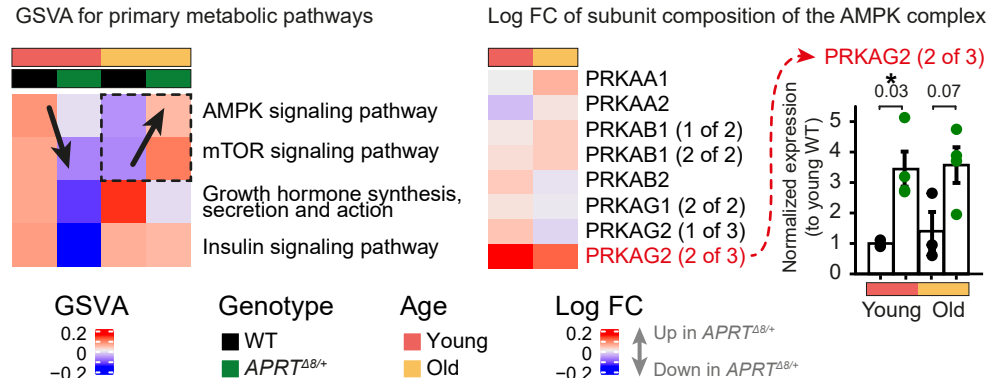 GSVA for primary metabolic pathways
AMPK signaling pathway
mTOR signaling pathway
Growth hormone synthesis,
secretion and action
Insulin signaling pathway
Log FC of subunit composition of the AMPK complex
PRKAA1
PRKAA2
PRKAB1 (1 of 2)
PRKAB1 (2 of 2)
PRKAB2
PRKAG1 (2 of 2)
PRKAG2 (1 of 3)
PRKAG2 (2 of 3)
PRKAG2 (2 of 3)
*
0.03 0.07
Normalized expression
(to young WT)
5
4
3
2
1
0
Young Old
GSVA
0.2
0
−0.2
Genotype
WT
APRTΔ8/+
Age
Young
Old
Log FC
0.2
0
−0.2
Up in APRTΔ8/+
Down in APRTΔ8/+